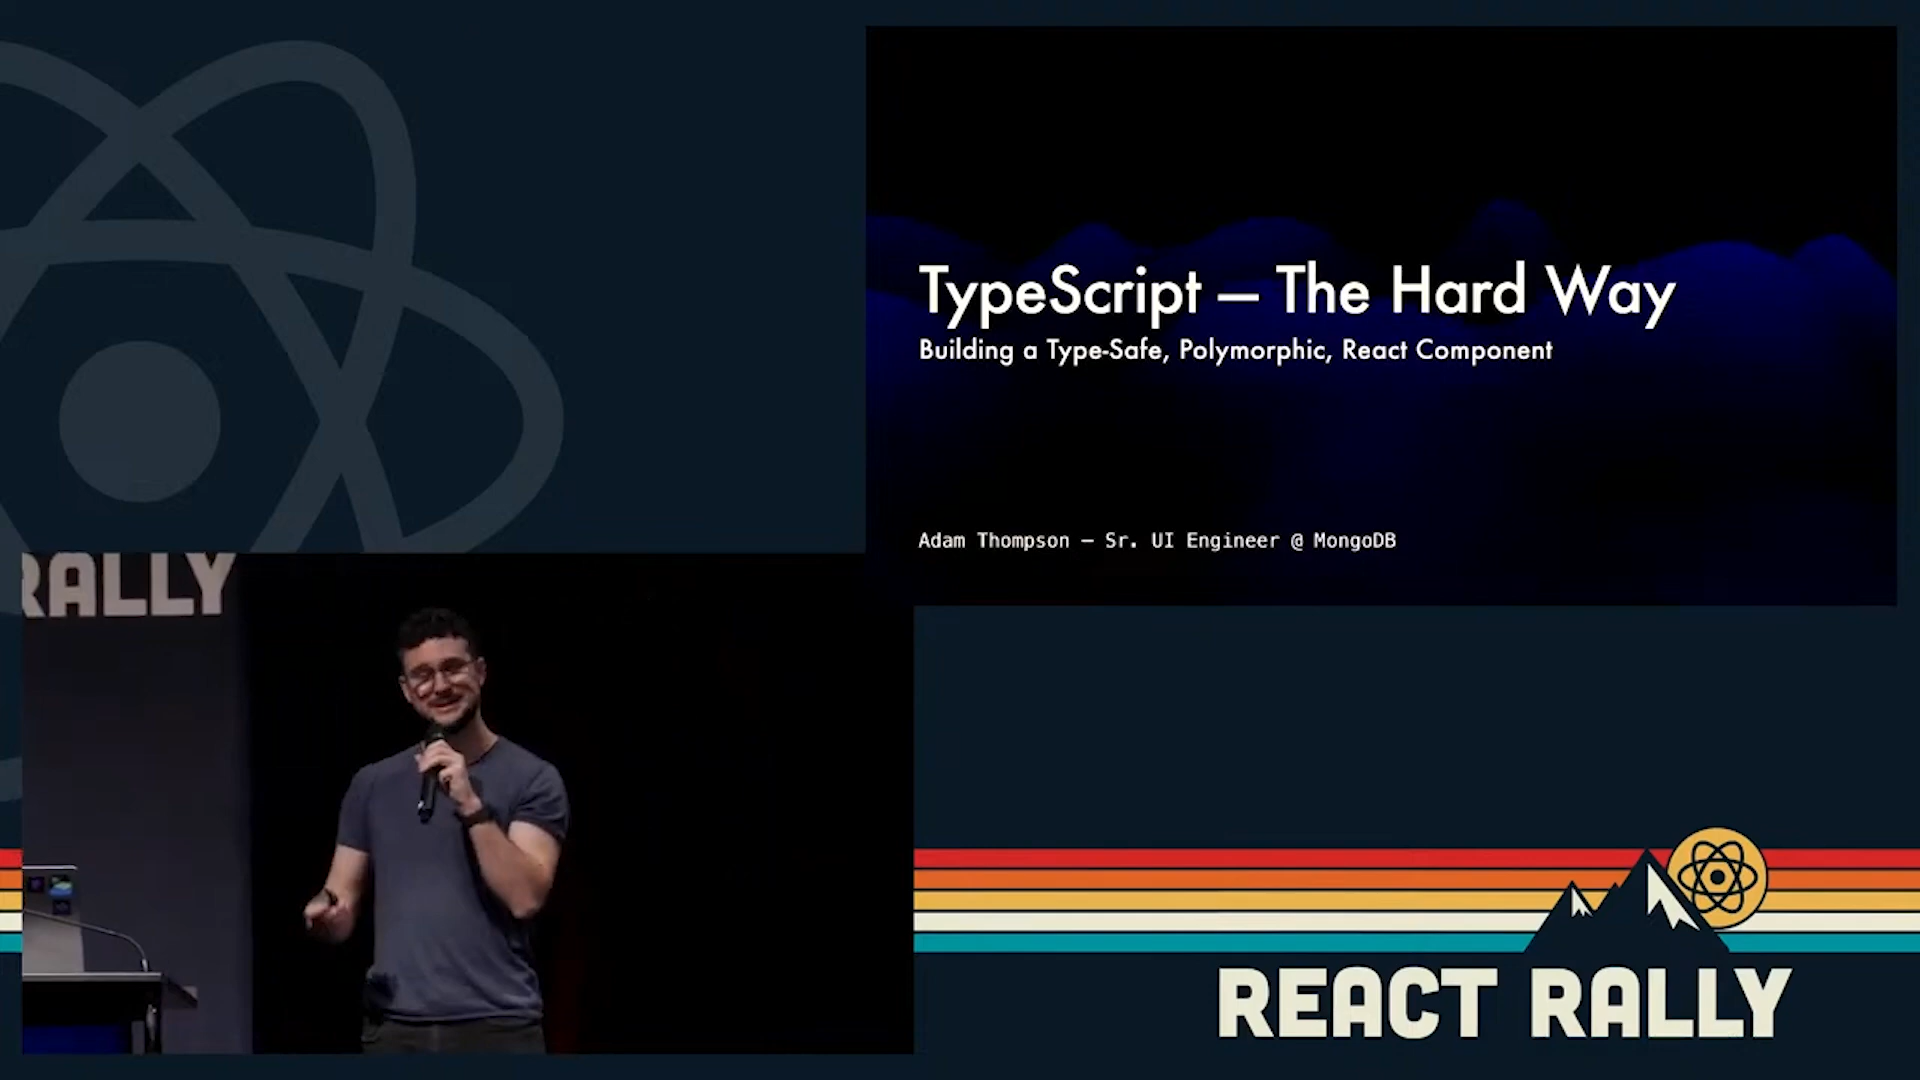 TypeScript — The Hard Way
Building a Type-Safe, Polymorphic, React Component
Adam Thompson — Sr. UI Engineer @ MongoDB
RALLY
REACT RALLY